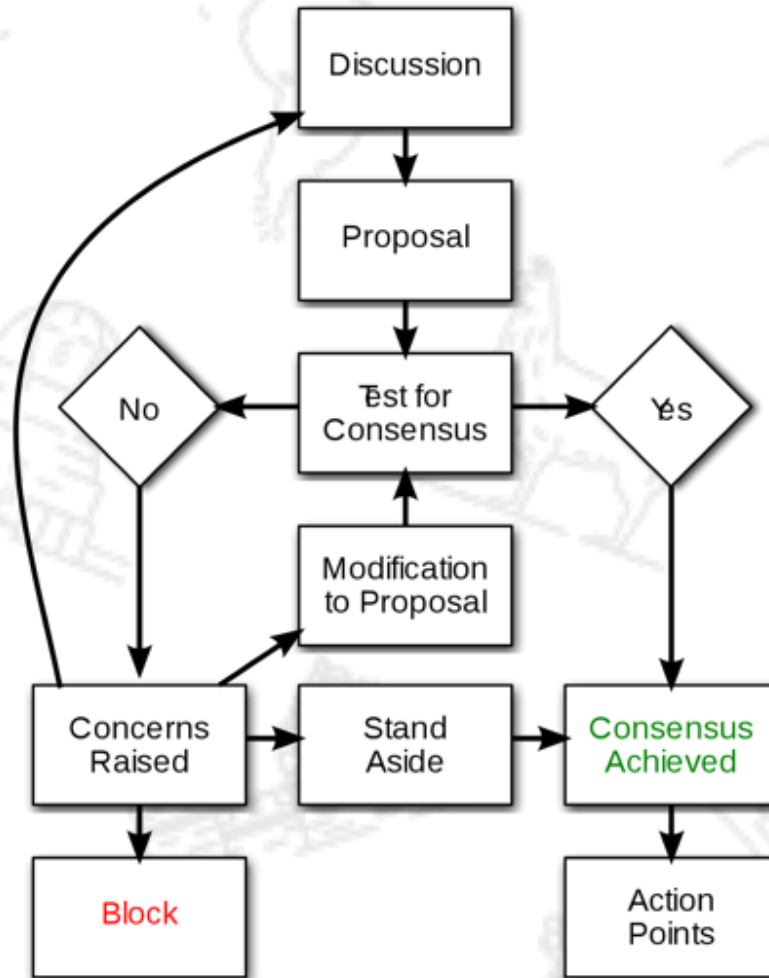 Discussion
Proposal
No
Test for
Consensus
Yes
Modification
to Proposal
Concerns
Raised
Stand
Aside
Consensus
Achieved
Block
Action
Points